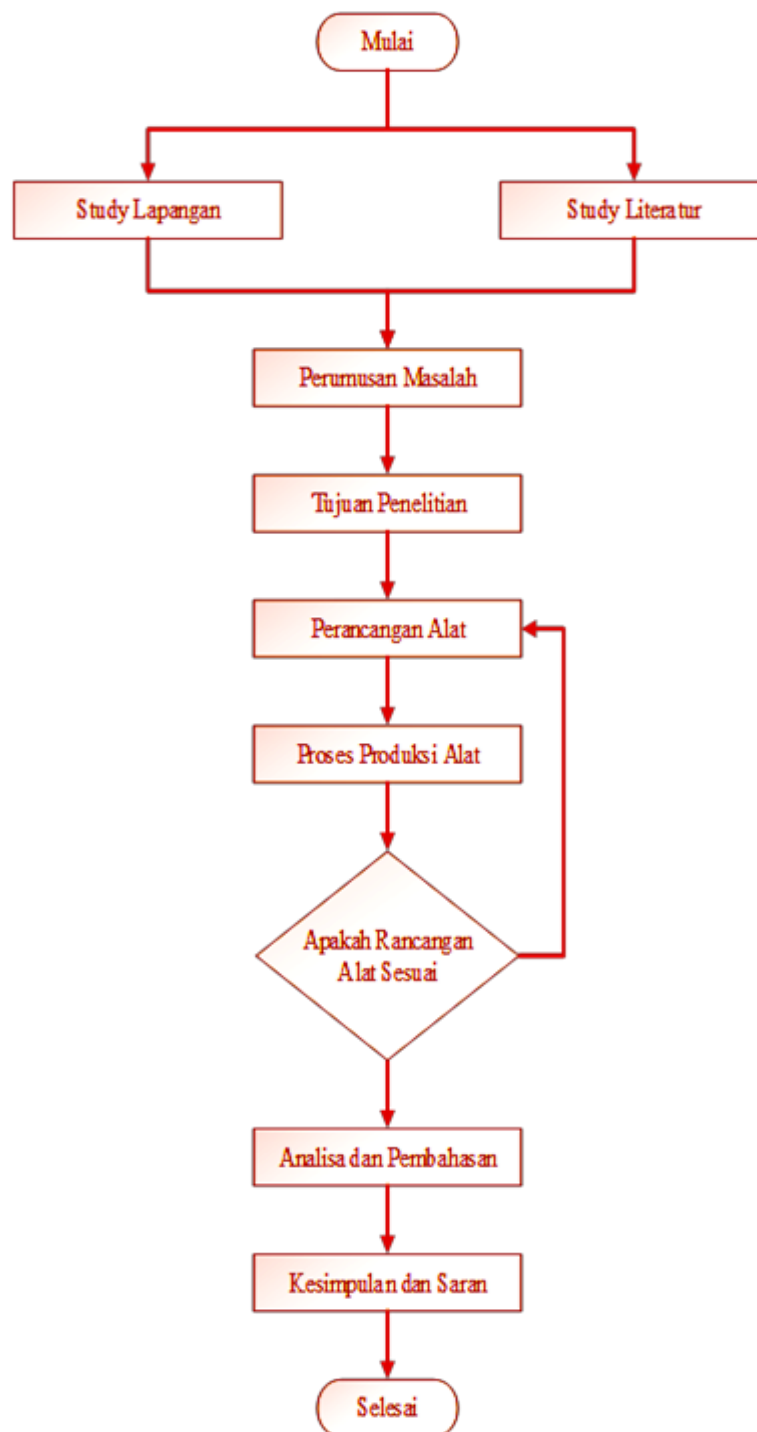 Mulai
Study Lapangan
Study Literatur
Perumusan Masalah
Tujuan Penelitian
Perancangan Alat
Proses Produksi Alat
Apakah Rancangan
Alat Sesuai
Analisa dan Pembahasan
Kesimpulan dan Saran
Selesai